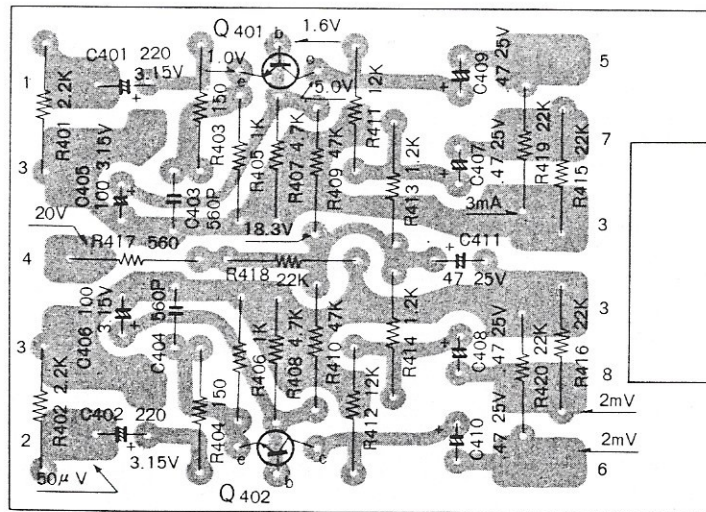 Q 401
b
1.6V
C401 220
3.15V
1.0V
e
c
5.0V
1
2.2K
R401
150
R403
1K
R405
4.7K
R407
47K
R409
12K
R411
1.2K
R413
C409
47 25V
5
22K
R419
22K
R415
7
C407
47 25V
3
3.15V
100
C405
560P
C403
18.3V
3mA
3
20V
4
R417 560
R418
22K
C411
47 25V
100
3.15V
C406
560P
C404
1K
R406
4.7K
R408
47K
R410
1.2K
R414
25V
47
C408
22K
R420
22K
R416
3
3
2.2K
R402
C402 220
3.15V
150
R404
12K
R412
25V
47
C410
8
2mV
2mV
2
50μV
e
c
b
Q 402
6